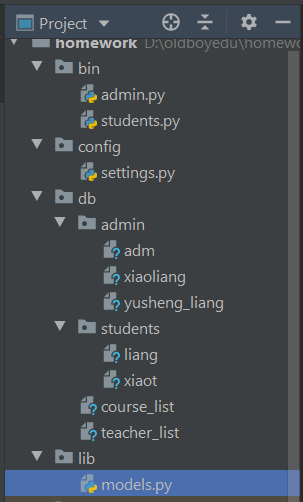 Project
homework D:\oldboyedu\homew
bin
admin.py
students.py
config
settings.py
db
admin
adm
xiaoliang
yusheng_liang
students
liang
xiaot
course_list
teacher_list
lib
models.py